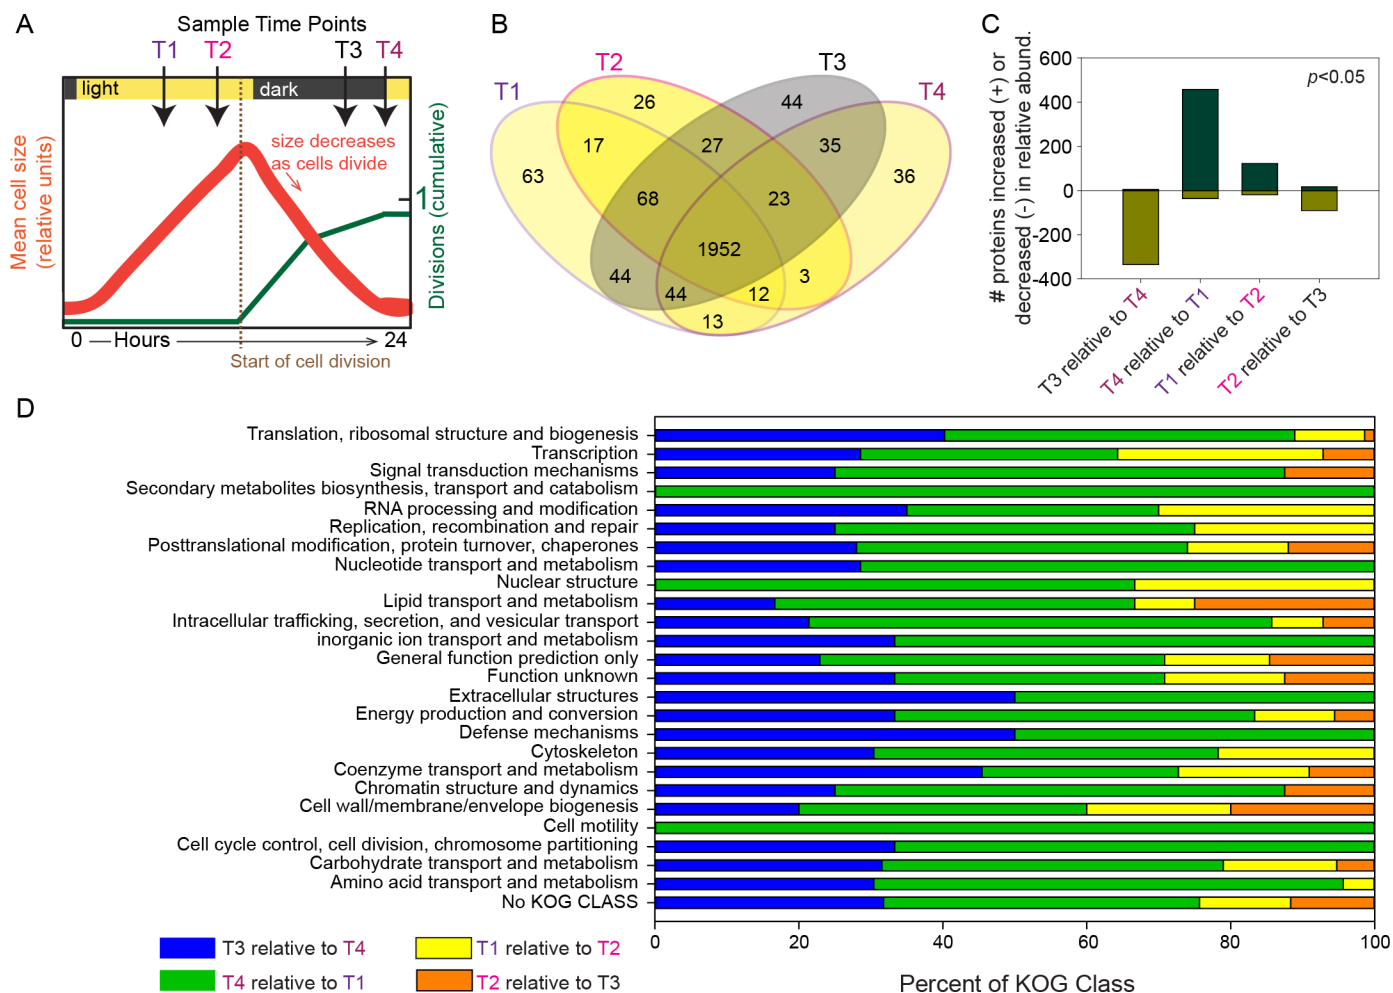 A
Sample Time Points
T1
T2
T3
T4
light
dark
size decreases
as cells divide
Mean cell size
(relative units)
1
Divisions (cumulative)
0
Hours
24
Start of cell division
B
T1
T2
T3
T4
26
44
17
27
35
63
36
68
23
1952
44
44
12
3
13
C
# proteins increased (+) or
decreased (-) in relative abund.
600
400
200
0
-200
-400
p<0.05
T3 relative to T4
T4 relative to T1
T1 relative to T2
T2 relative to T3
D
Translation, ribosomal structure and biogenesis
Transcription
Signal transduction mechanisms
Secondary metabolites biosynthesis, transport and catabolism
RNA processing and modification
Replication, recombination and repair
Posttranslational modification, protein turnover, chaperones
Nucleotide transport and metabolism
Nuclear structure
Lipid transport and metabolism
Intracellular trafficking, secretion, and vesicular transport
inorganic ion transport and metabolism
General function prediction only
Function unknown
Extracellular structures
Energy production and conversion
Defense mechanisms
Cytoskeleton
Coenzyme transport and metabolism
Chromatin structure and dynamics
Cell wall/membrane/envelope biogenesis
Cell motility
Cell cycle control, cell division, chromosome partitioning
Carbohydrate transport and metabolism
Amino acid transport and metabolism
No KOG CLASS
0 20 40 60 80 100
Percent of KOG Class
T3 relative to T4
T1 relative to T2
T4 relative to T1
T2 relative to T3